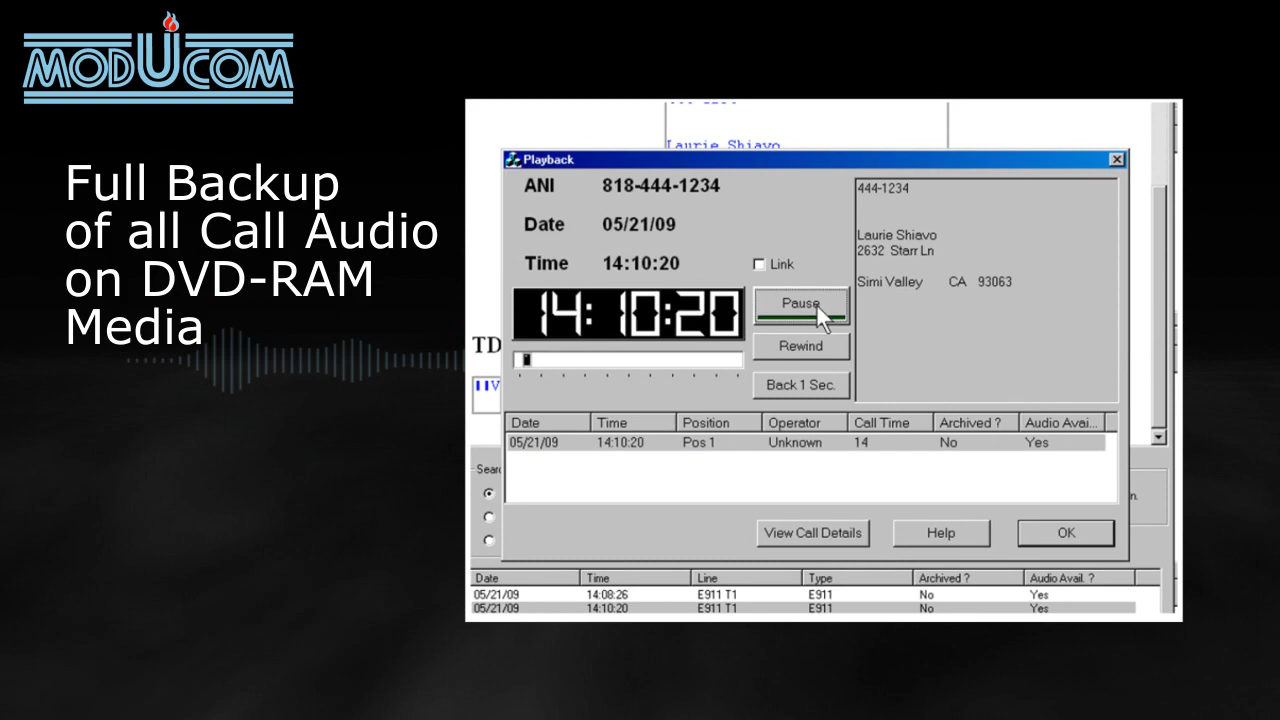 MODUCOM
Full Backup
of all Call Audio
on DVD-RAM
Media
Laurie Shiavo
Playback
ANI 818-444-1234
Date 05/21/09
Time 14:10:20
Link
444-1234
Laurie Shiavo
2632 Starr Ln
Simi Valley CA 93063
14:10:20
Pause
Rewind
Back 1 Sec.
TD
Date Time Position Operator Call Time Archived ? Audio Avai...
05/21/09 14:10:20 Pos 1 Unknown 14 No Yes
Sear
n.
View Call Details Help OK
Date Time Line Type Archived ? Audio Avail. ?
05/21/09 14:08:26 E911 T1 E911 No Yes
05/21/09 14:10:20 E911 T1 E911 No Yes